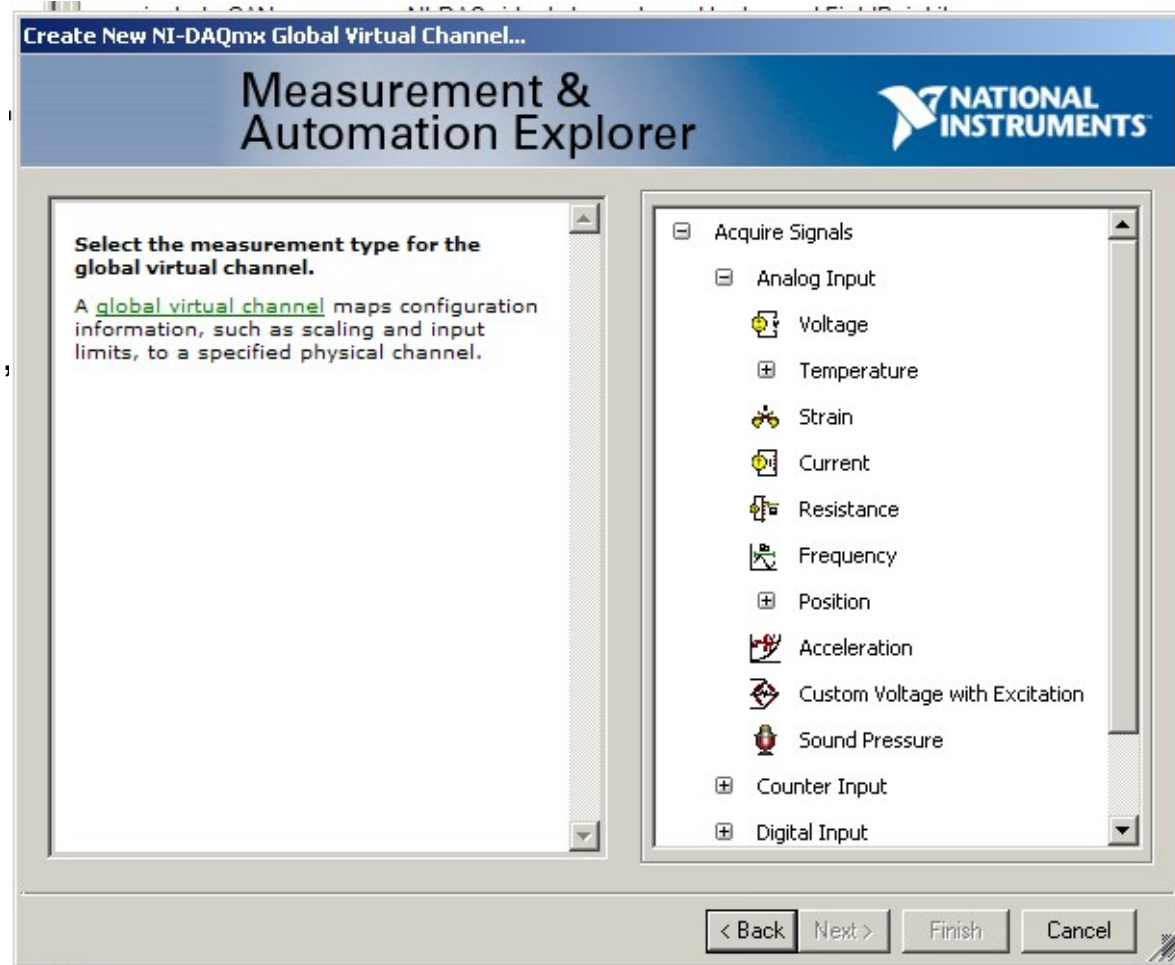 Create New NI-DAQmx Global Virtual Channel...
Measurement &
Automation Explorer
NATIONAL
INSTRUMENTS
Select the measurement type for the
global virtual channel.
A global virtual channel maps configuration
information, such as scaling and input
limits, to a specified physical channel.
Acquire Signals
Analog Input
Voltage
Temperature
Strain
Current
Resistance
Frequency
Position
Acceleration
Custom Voltage with Excitation
Sound Pressure
Counter Input
Digital Input
< Back Next > Finish Cancel